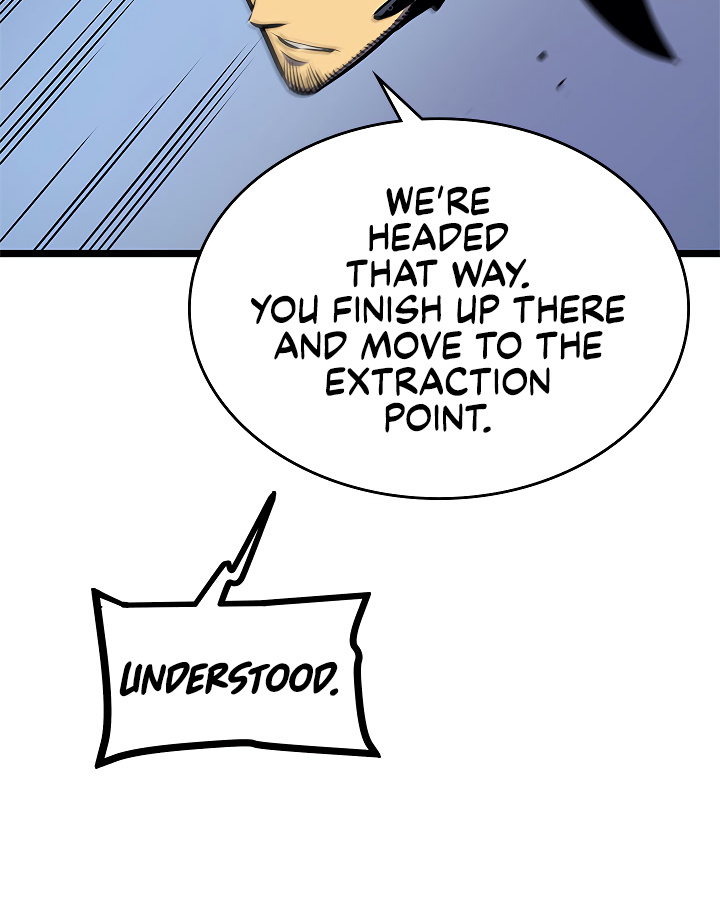 WE'RE
HEADED
THAT WAY.
YOU FINISH UP THERE
AND MOVE TO THE
EXTRACTION
POINT.
UNDERSTOOD.